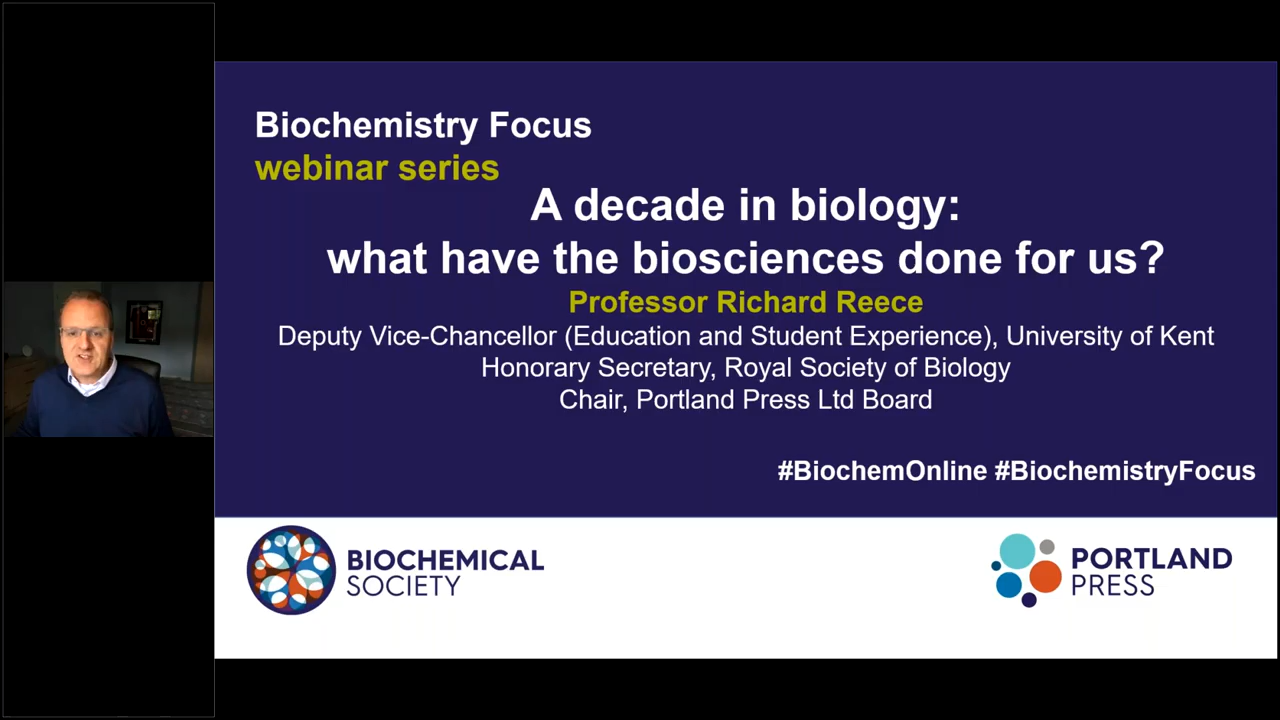 Biochemistry Focus
webinar series
A decade in biology:
what have the biosciences done for us?
Professor Richard Reece
Deputy Vice-Chancellor (Education and Student Experience), University of Kent
Honorary Secretary, Royal Society of Biology
Chair, Portland Press Ltd Board
#BiochemOnline #BiochemistryFocus
BIOCHEMICAL
SOCIETY
PORTLAND
PRESS